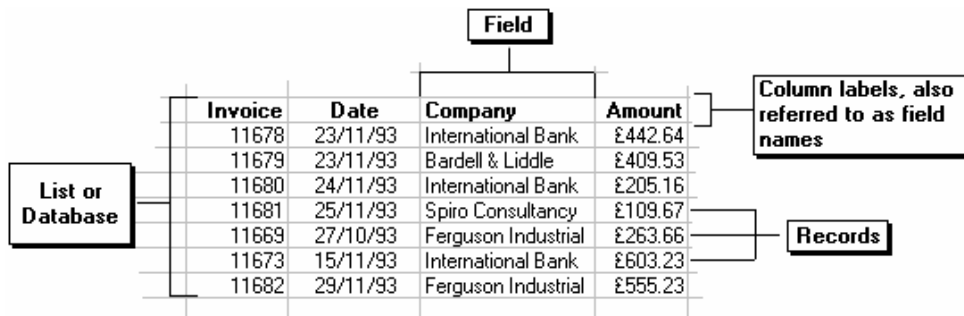 Field
Column labels, also
referred to as field
names
Invoice Date Company Amount
11678 23/11/93 International Bank £442.64
11679 23/11/93 Bardell & Liddle £409.53
11680 24/11/93 International Bank £205.16
11681 25/11/93 Spiro Consultancy £109.67
11669 27/10/93 Ferguson Industrial £263.66
11673 15/11/93 International Bank £603.23
11682 29/11/93 Ferguson Industrial £555.23
List or
Database
Records